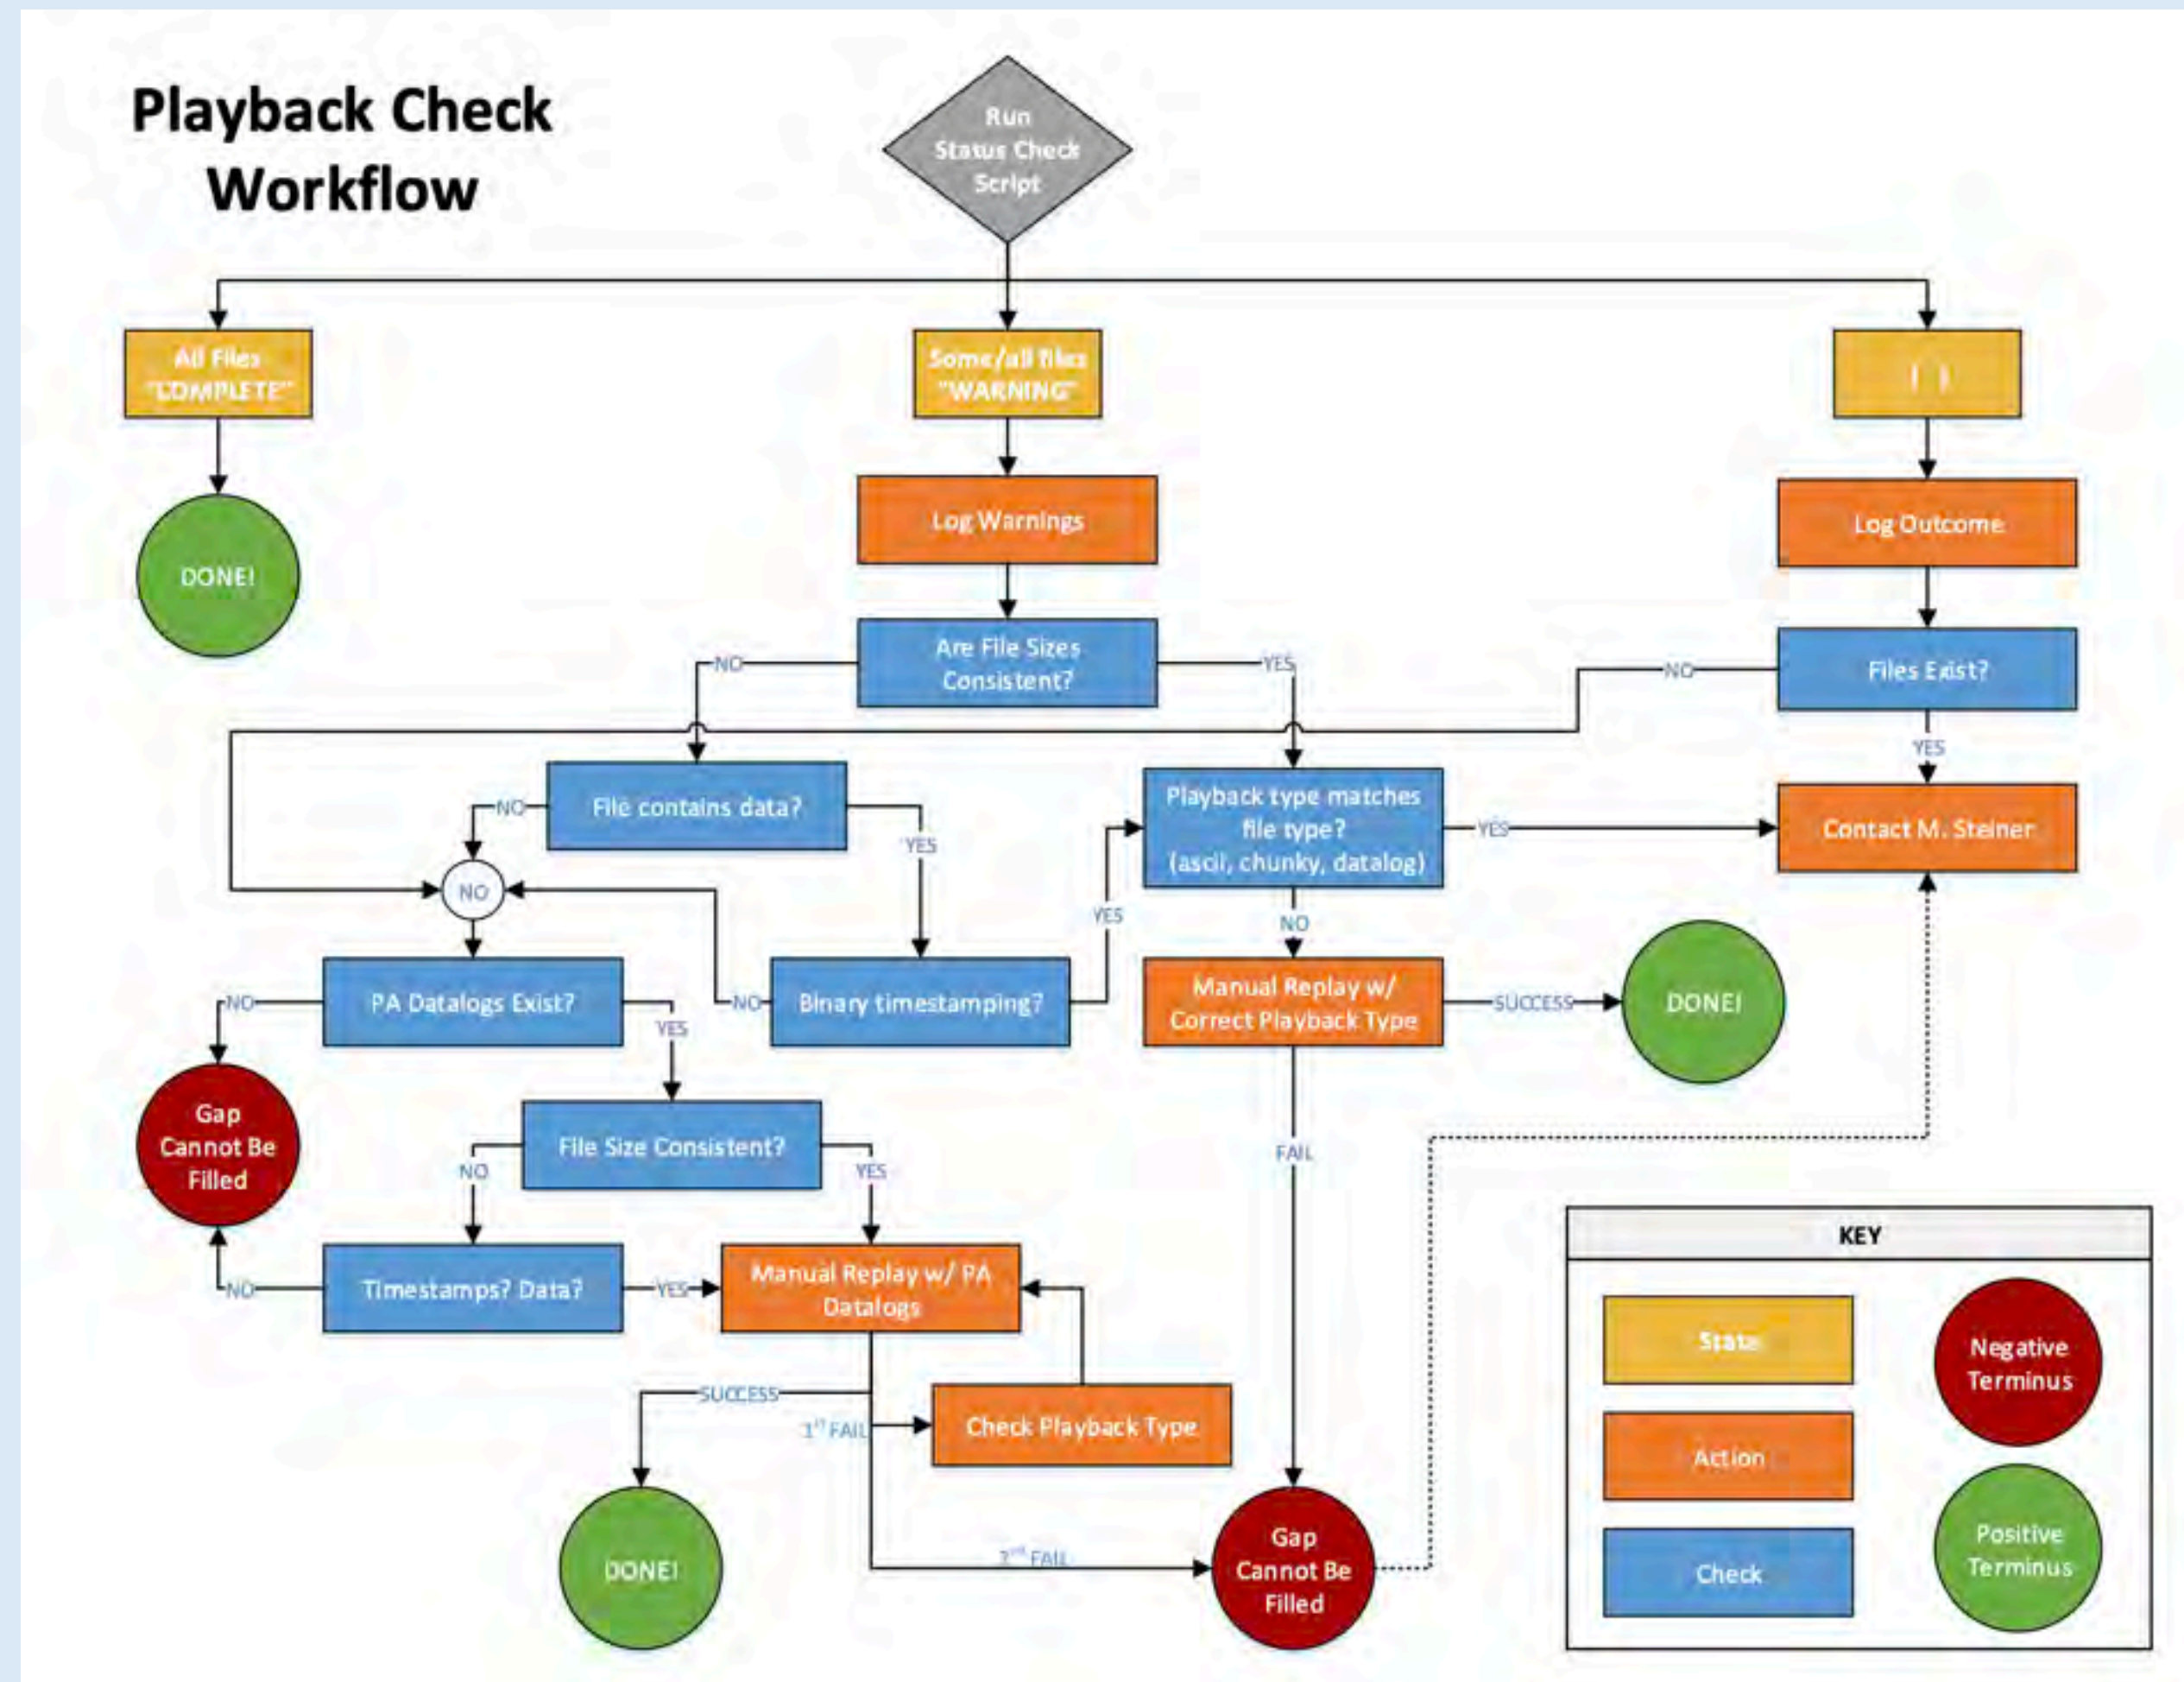 Playback Check
Workflow
Run
Status Check
Script
All Files
"COMPLETE"
Some/all files
"WARNING"
{ }
DONE!
Log Warnings
Log Outcome
Are File Sizes
Consistent?
Files Exist?
NO
YES
NO
YES
File contains data?
NO
YES
Playback type matches
file type?
(ascii, chunky, datalog)
YES
Contact M. Steiner
NO
YES
NO
PA Datalogs Exist?
NO
YES
Binary timestamping?
NO
Manual Replay w/
Correct Playback Type
SUCCESS
DONE!
FAIL
Gap
Cannot Be
Filled
File Size Consistent?
NO
YES
Timestamps? Data?
NO
YES
Manual Replay w/ PA
Datalogs
SUCCESS
1st FAIL
Check Playback Type
2nd FAIL
DONE!
Gap
Cannot Be
Filled
KEY
State
Action
Check
Negative
Terminus
Positive
Terminus